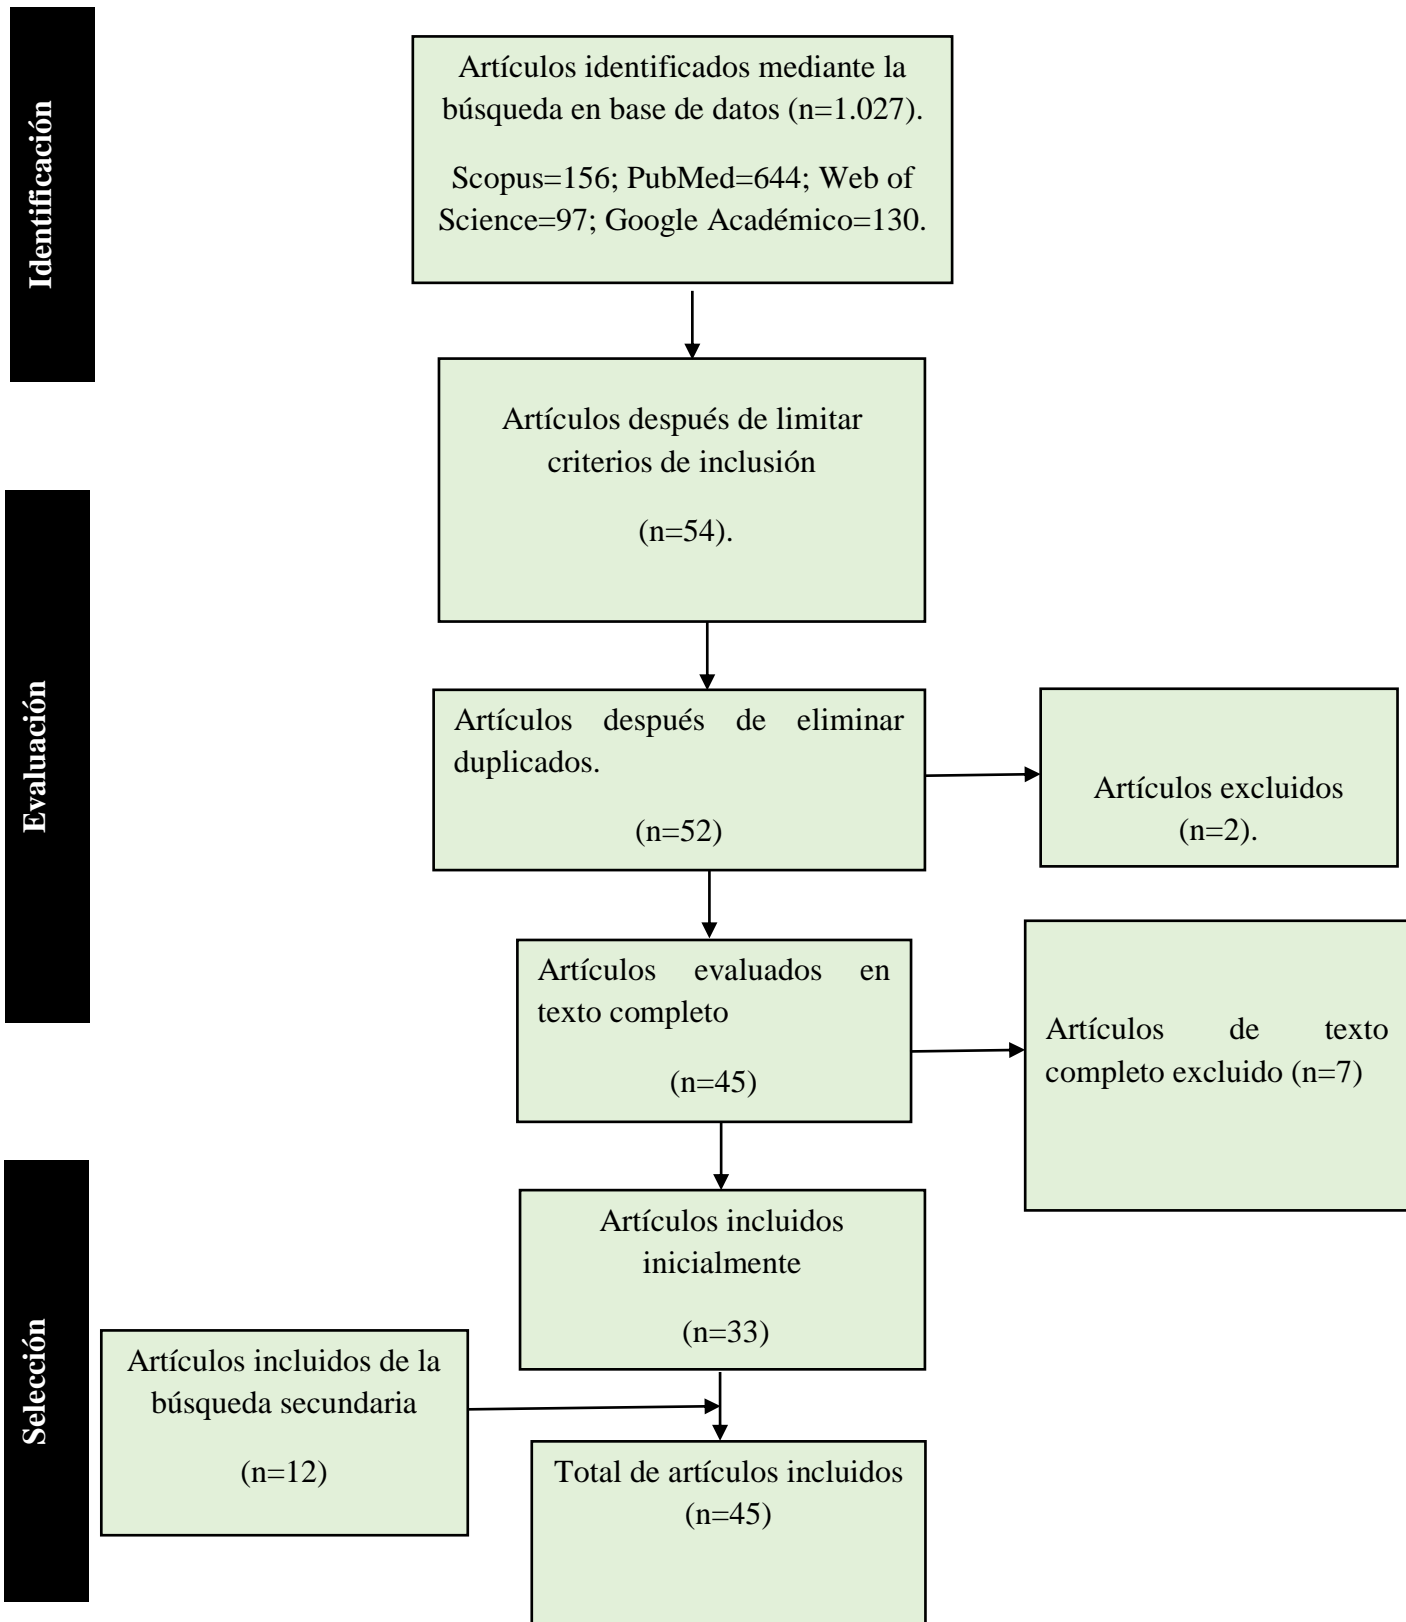 Identificación
Artículos identificados mediante la
búsqueda en base de datos (n=1.027).
Scopus=156; PubMed=644; Web of
Science=97; Google Académico=130.
Artículos después de limitar
criterios de inclusión
(n=54).
Evaluación
Artículos después de eliminar
duplicados.
(n=52)
Artículos excluidos
(n=2).
Artículos evaluados en
texto completo
(n=45)
Artículos de texto
completo excluido (n=7)
Selección
Artículos incluidos
inicialmente
(n=33)
Artículos incluidos de la
búsqueda secundaria
(n=12)
Total de artículos incluidos
(n=45)